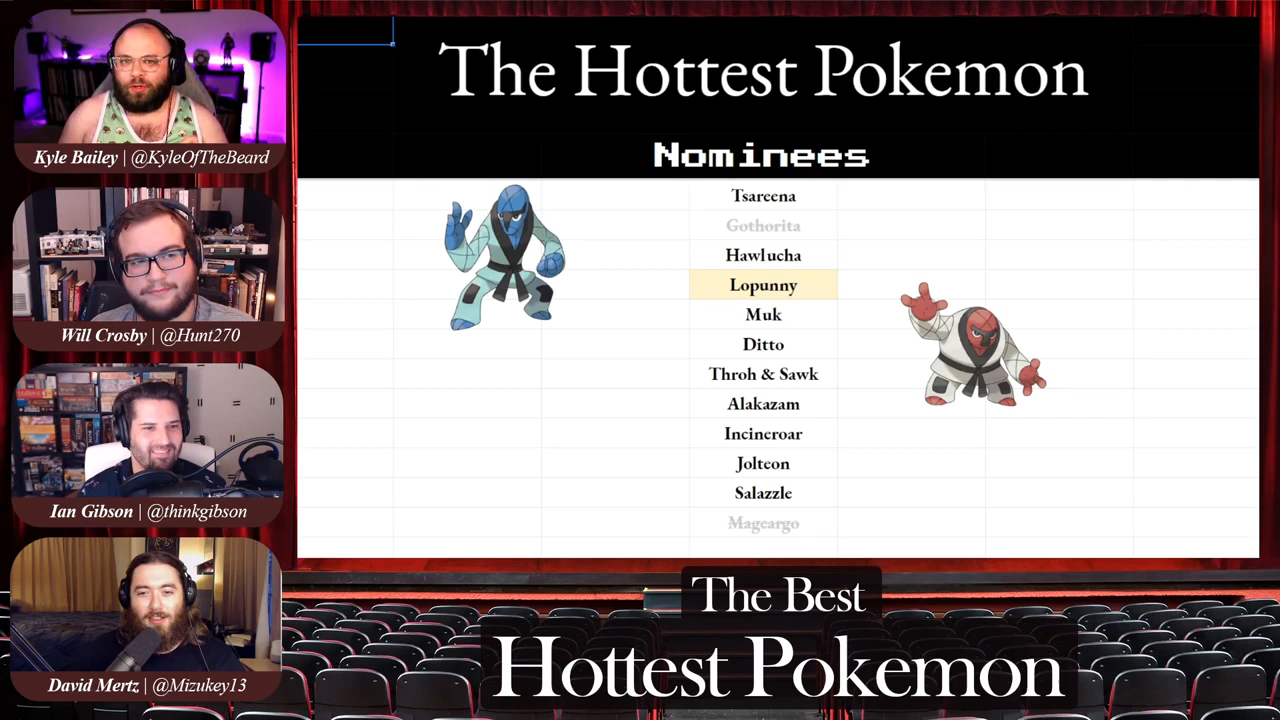 The Hottest Pokemon
Nominees
Tsareena
Gothorita
Hawlucha
Lopunny
Muk
Ditto
Throh & Sawk
Alakazam
Incineroar
Jolteon
Salazzle
Mageargo
Kyle Bailey | @KyleOfTheBeard
Will Crosby | @Hunt270
Ian Gibson | @thinkgibson
David Mertz | @Mizukey13
The Best
Hottest Pokemon